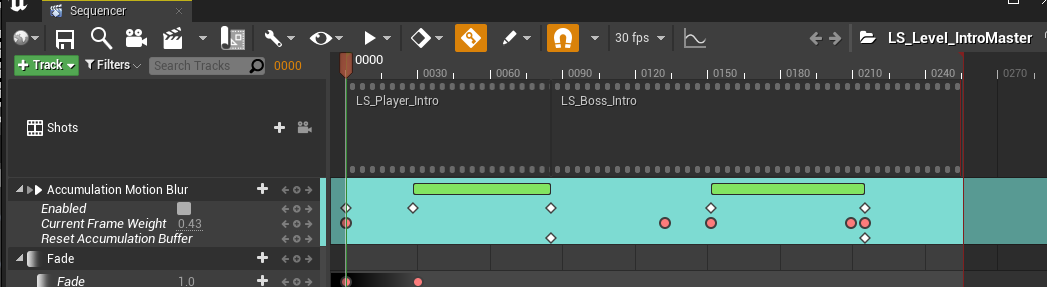 Sequencer
30 fps
LS_Level_IntroMaster
+ Track
Filters
Search Tracks
0000
0000
0030
0060
0090
0120
0150
0180
0210
0240
0270
LS_Player_Intro
LS_Boss_Intro
Shots
Accumulation Motion Blur
Enabled
Current Frame Weight 0.43
Reset Accumulation Buffer
Fade
Fade 1.0